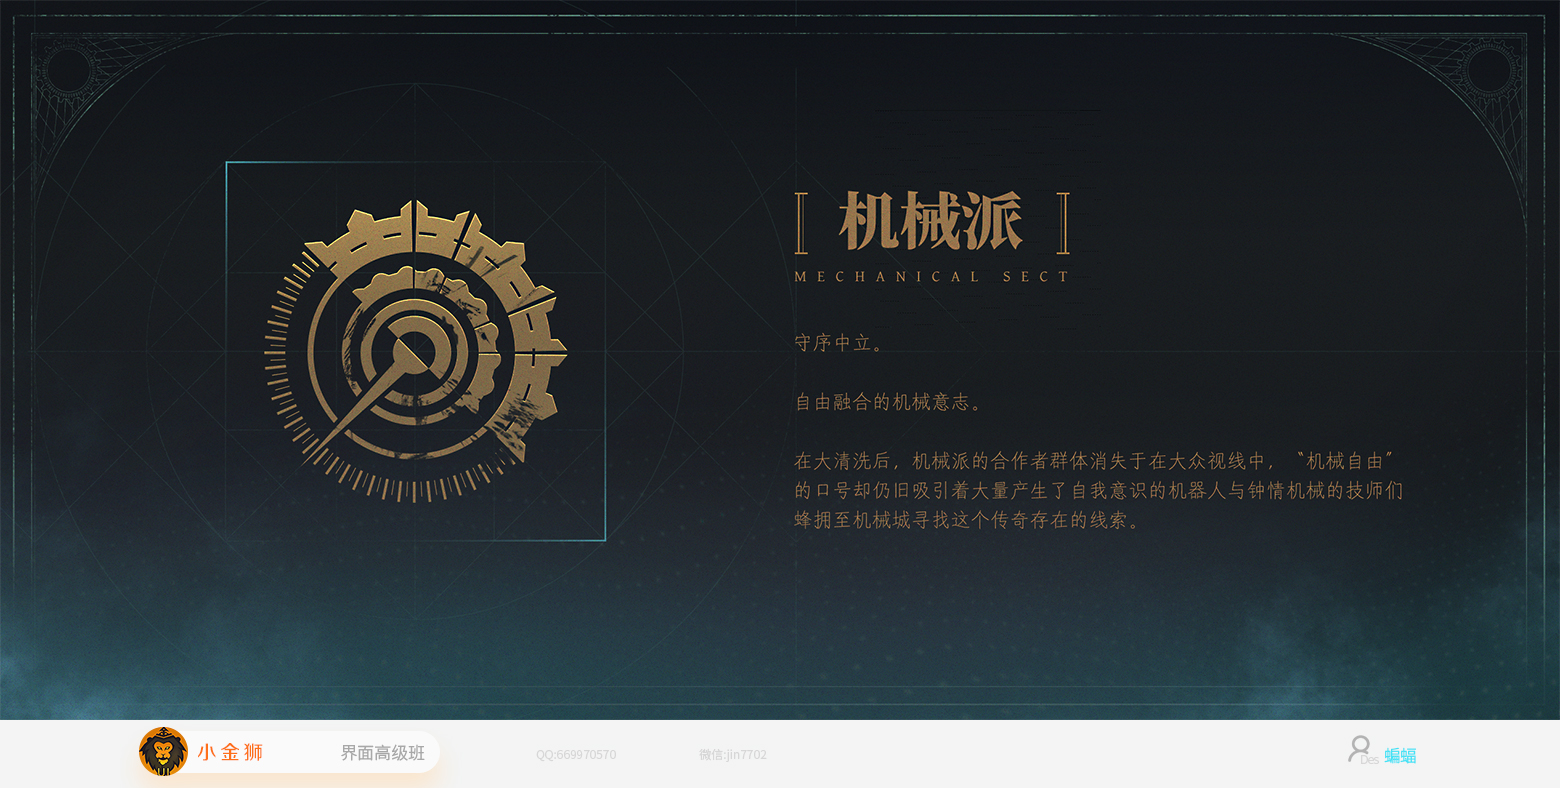 机械派
MECHANICAL SECT
守序中立。
自由融合的机械意志。
在大清洗后，机械派的合作者群体消失于在大众视线中，“机械自由”
的口号却仍旧吸引着大量产生了自我意识的机器人与钟情机械的技师们
蜂拥至机械城寻找这个传奇存在的线索。
小金狮 界面高级班 QQ:669970570 微信:jin7702 Des 蝙蝠